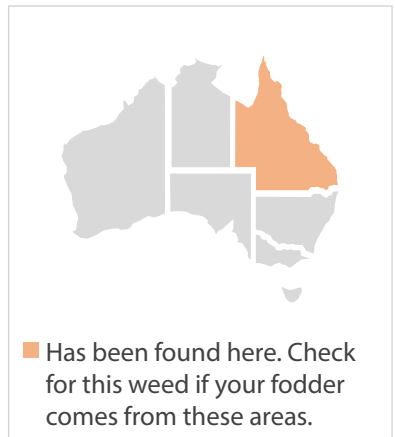 Has been found here. Check
for this weed if your fodder
comes from these areas.